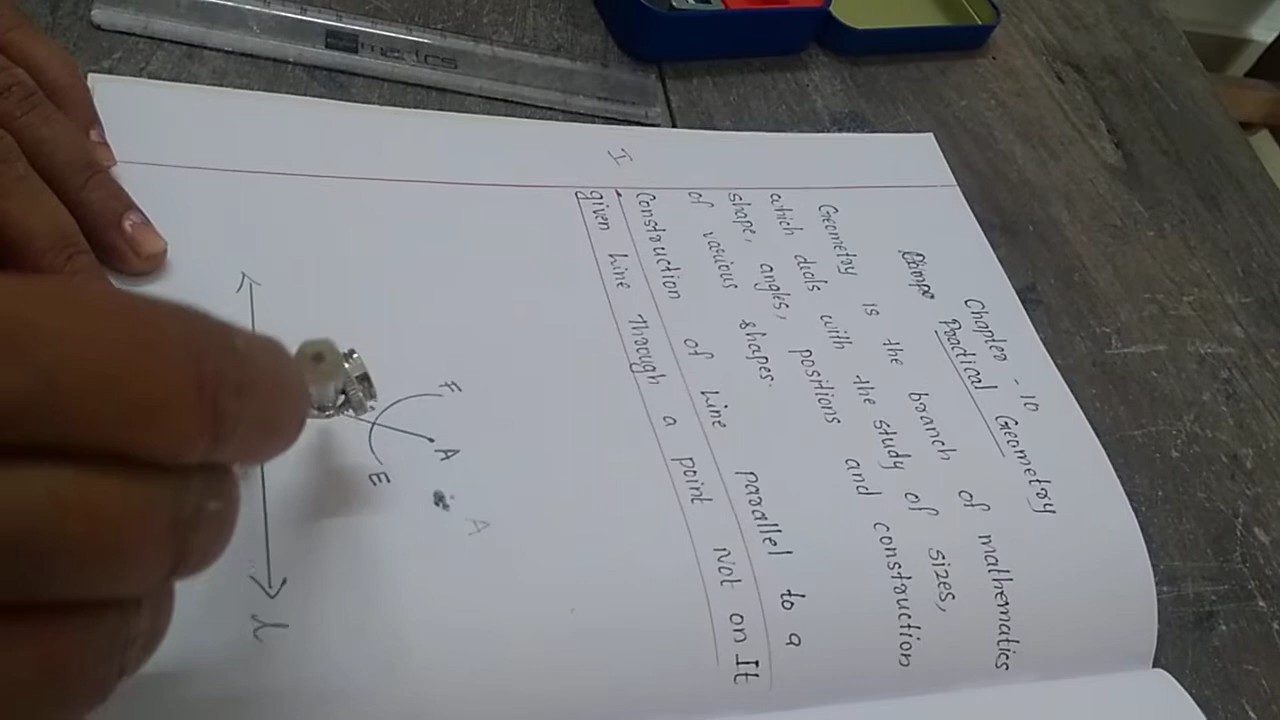 Chapter - 10
Practical Geometry
Geometry is the branch of mathematics
which deals with the study of sizes,
shape, angles, positions and construction
of various shapes.
I Construction of Line parallel to a
given Line Through a point Not on It
F
A
E
A
l